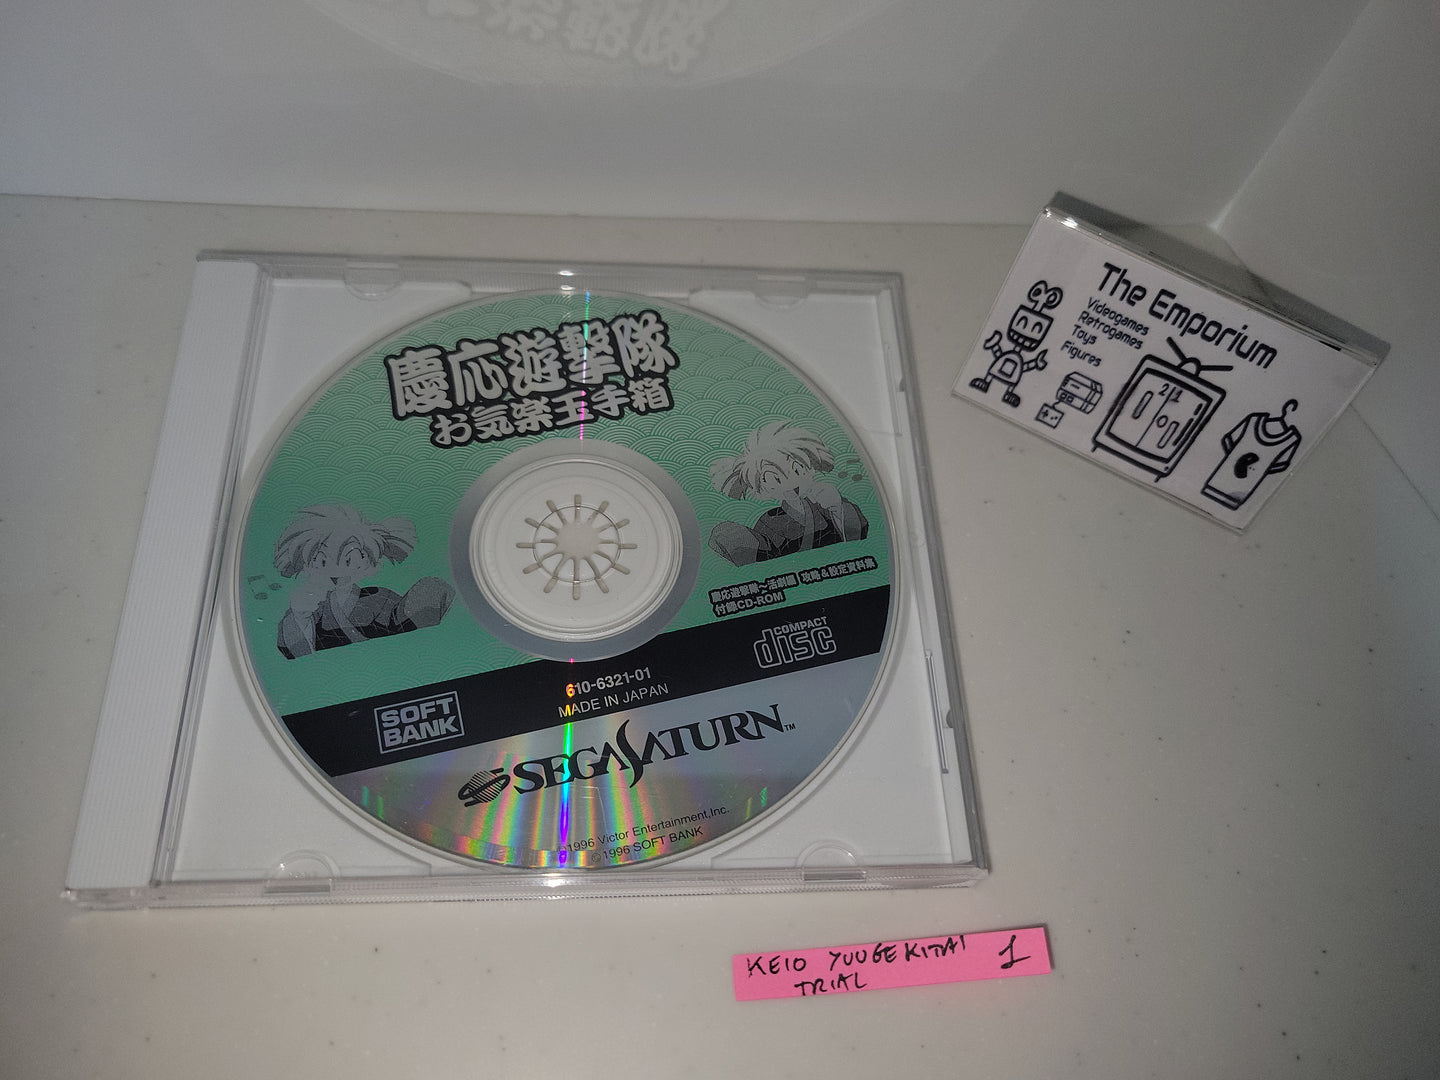 慶応遊撃隊
お気楽玉手箱
慶応遊撃隊〜活劇編 攻略&設定資料集
付録CD-ROM
COMPACT
disc
610-6321-01
MADE IN JAPAN
SOFT
BANK
SEGA SATURN™
©1996 Victor Entertainment,Inc.
©1996 SOFT BANK
The Emporium
Videogames
Retrogames
Toys
Figures
2 1
KEIO YUUGEKITAI 1
TRIAL